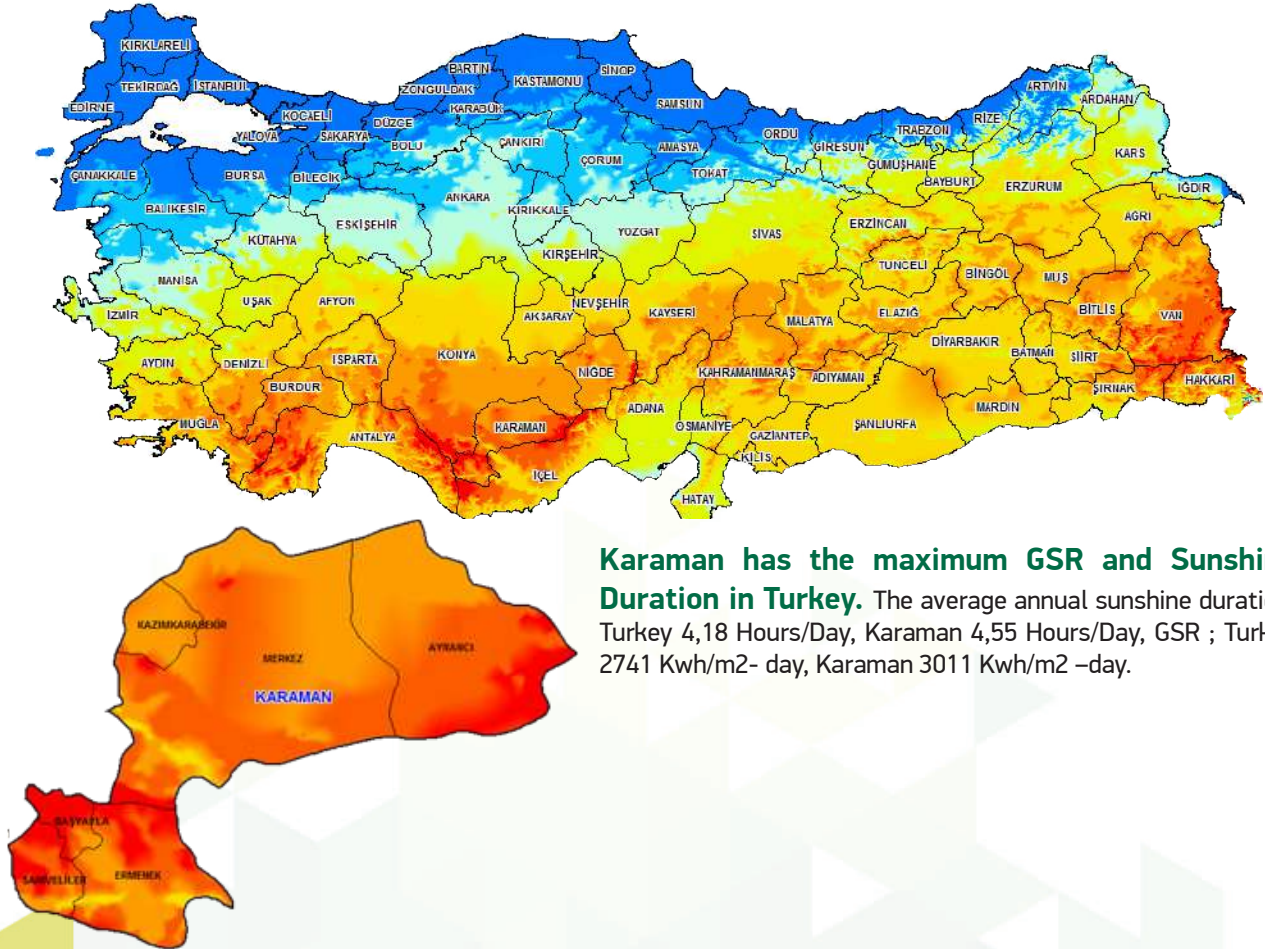 KIRKLARELİ
TEKİRDAĞ
İSTANBUL
EDİRNE
KOCAELİ
YALOVA
SAKARYA
DÜZCE
BOLU
ZONGULDAK
BARTIN
KARABÜK
KASTAMONU
SİNOP
SAMSUN
ORDU
GİRESUN
TRABZON
RİZE
ARTVİN
ARDAHAN
KARS
IĞDIR
ÇANAKKALE
BALIKESİR
BURSA
BİLECİK
ANKARA
ÇANKIRI
ÇORUM
AMASYA
TOKAT
GUMUŞHANE
BAYBURT
ERZURUM
AGRI
KÜTAHYA
ESKİŞEHİR
KIRIKKALE
YOZGAT
KIRŞEHİR
SIVAS
ERZİNCAN
TUNCELİ
BİNGÖL
MUŞ
BİTLİS
VAN
MANİSA
UŞAK
AFYON
İZMİR
AKSARAY
NEVŞEHİR
KAYSERİ
MALATYA
ELAZIĞ
DİYARBAKIR
BATMAN
SİİRT
ŞIRNAK
HAKKARİ
AYDIN
DENİZLİ
ISPARTA
BURDUR
KONYA
NİĞDE
KAHRAMANMARAŞ
ADIYAMAN
MARDIN
MUĞLA
ANTALYA
KARAMAN
İÇEL
ADANA
OSMANİYE
GAZİANTEP
KİLİS
ŞANLIURFA
HATAY
KAZIMKARABEKİR
MERKEZ
AYRANCI
KARAMAN
BAŞYAYLA
SARIVELİLER
ERMENEK
Karaman has the maximum GSR and Sunshi
Duration in Turkey. The average annual sunshine durati
Turkey 4,18 Hours/Day, Karaman 4,55 Hours/Day, GSR ; Turk
2741 Kwh/m2- day, Karaman 3011 Kwh/m2 –day.